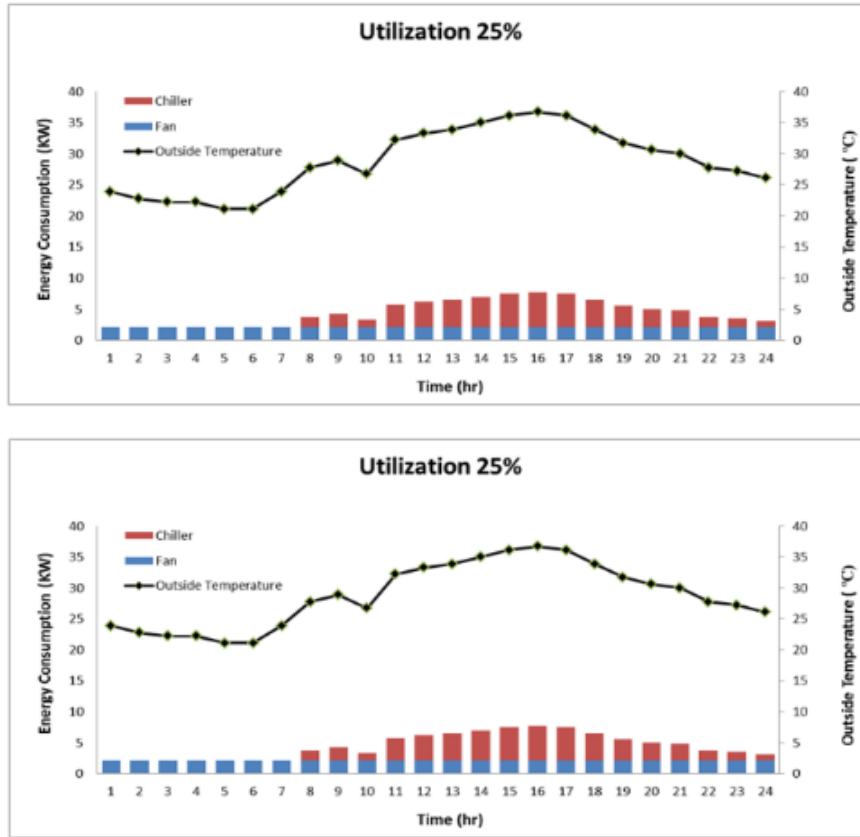 Utilization 25%
40 40
Chiller
35 35
Fan
30 30
Outside Temperature
25 25
20 20
15 15
10 10
5 5
0 0
Energy Consumption (KW)
Outside Temperature ( °C)
1 2 3 4 5 6 7 8 9 10 11 12 13 14 15 16 17 18 19 20 21 22 23 24
Time (hr)
Utilization 25%
40 40
Chiller
35 35
Fan
30 30
Outside Temperature
25 25
20 20
15 15
10 10
5 5
0 0
Energy Consumption (KW)
Outside Temperature ( °C)
1 2 3 4 5 6 7 8 9 10 11 12 13 14 15 16 17 18 19 20 21 22 23 24
Time (hr)